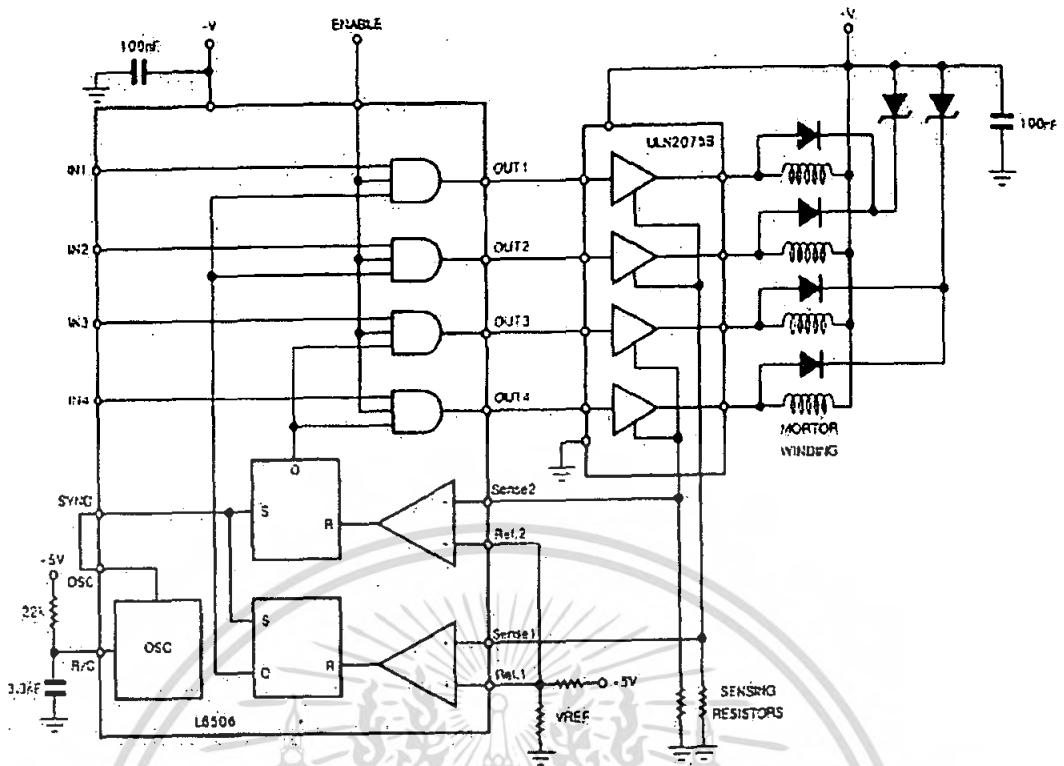 -V
ENABLE
-V
100nF
ULN2075B
100nF
IN1
OUT1
IN2
OUT2
IN3
OUT3
IN4
OUT4
MORTOR
WINDING
Q
SYNC
S
R
Sense2
Ref.2
-5V
OSC
22k
OSC
S
R
Q
Sense1
Ref.1
-5V
R/C
3.3nF
VREF
SENSING
RESISTORS
L6506